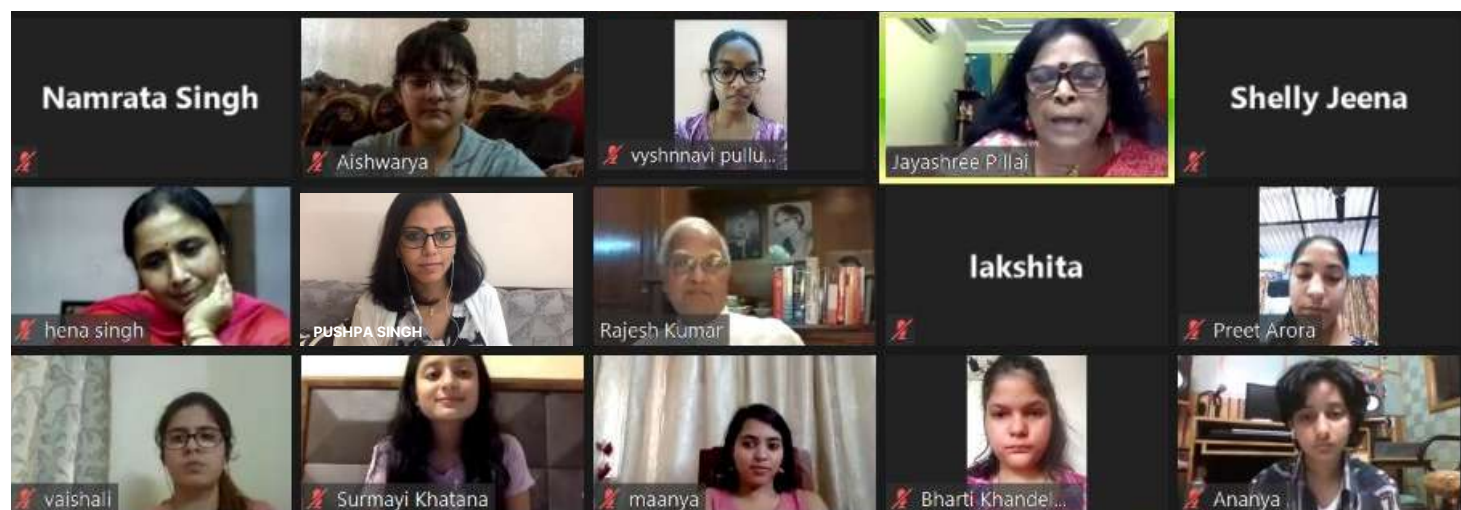 Namrata Singh
Aishwarya
vyshnnavi pullu...
Jayashree Pillai
Shelly Jeena
hena singh
PUSHPA SINGH
Rajesh Kumar
lakshita
Preet Arora
vaishali
Surmayi Khatana
maanya
Bharti Khandel...
Ananya